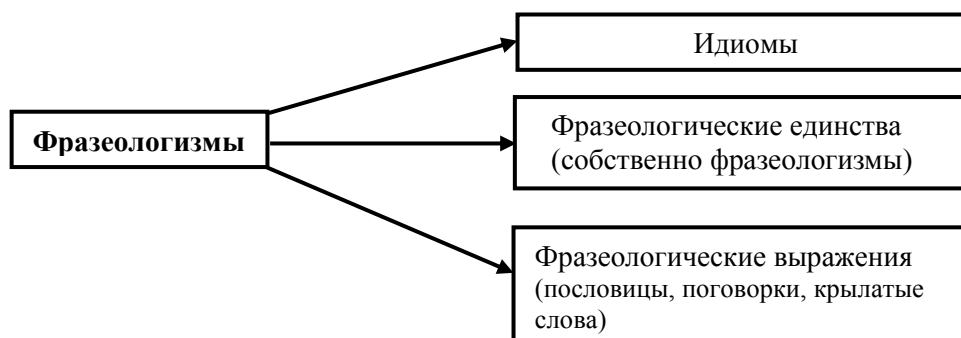 Фразеологизмы
Идиомы
Фразеологические единства
(собственно фразеологизмы)
Фразеологические выражения
(пословицы, поговорки, крылатые
слова)